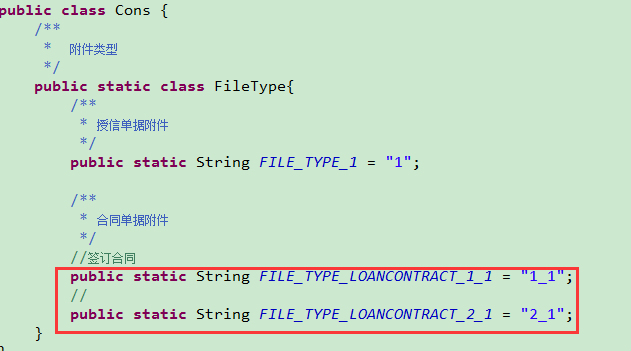 public class Cons {
/**
* 附件类型
*/
public static class FileType{
/**
* 授信单据附件
*/
public static String FILE_TYPE_1 = "1";
/**
* 合同单据附件
*/
//签订合同
public static String FILE_TYPE_LOANCONTRACT_1_1 = "1_1";
//
public static String FILE_TYPE_LOANCONTRACT_2_1 = "2_1";
}